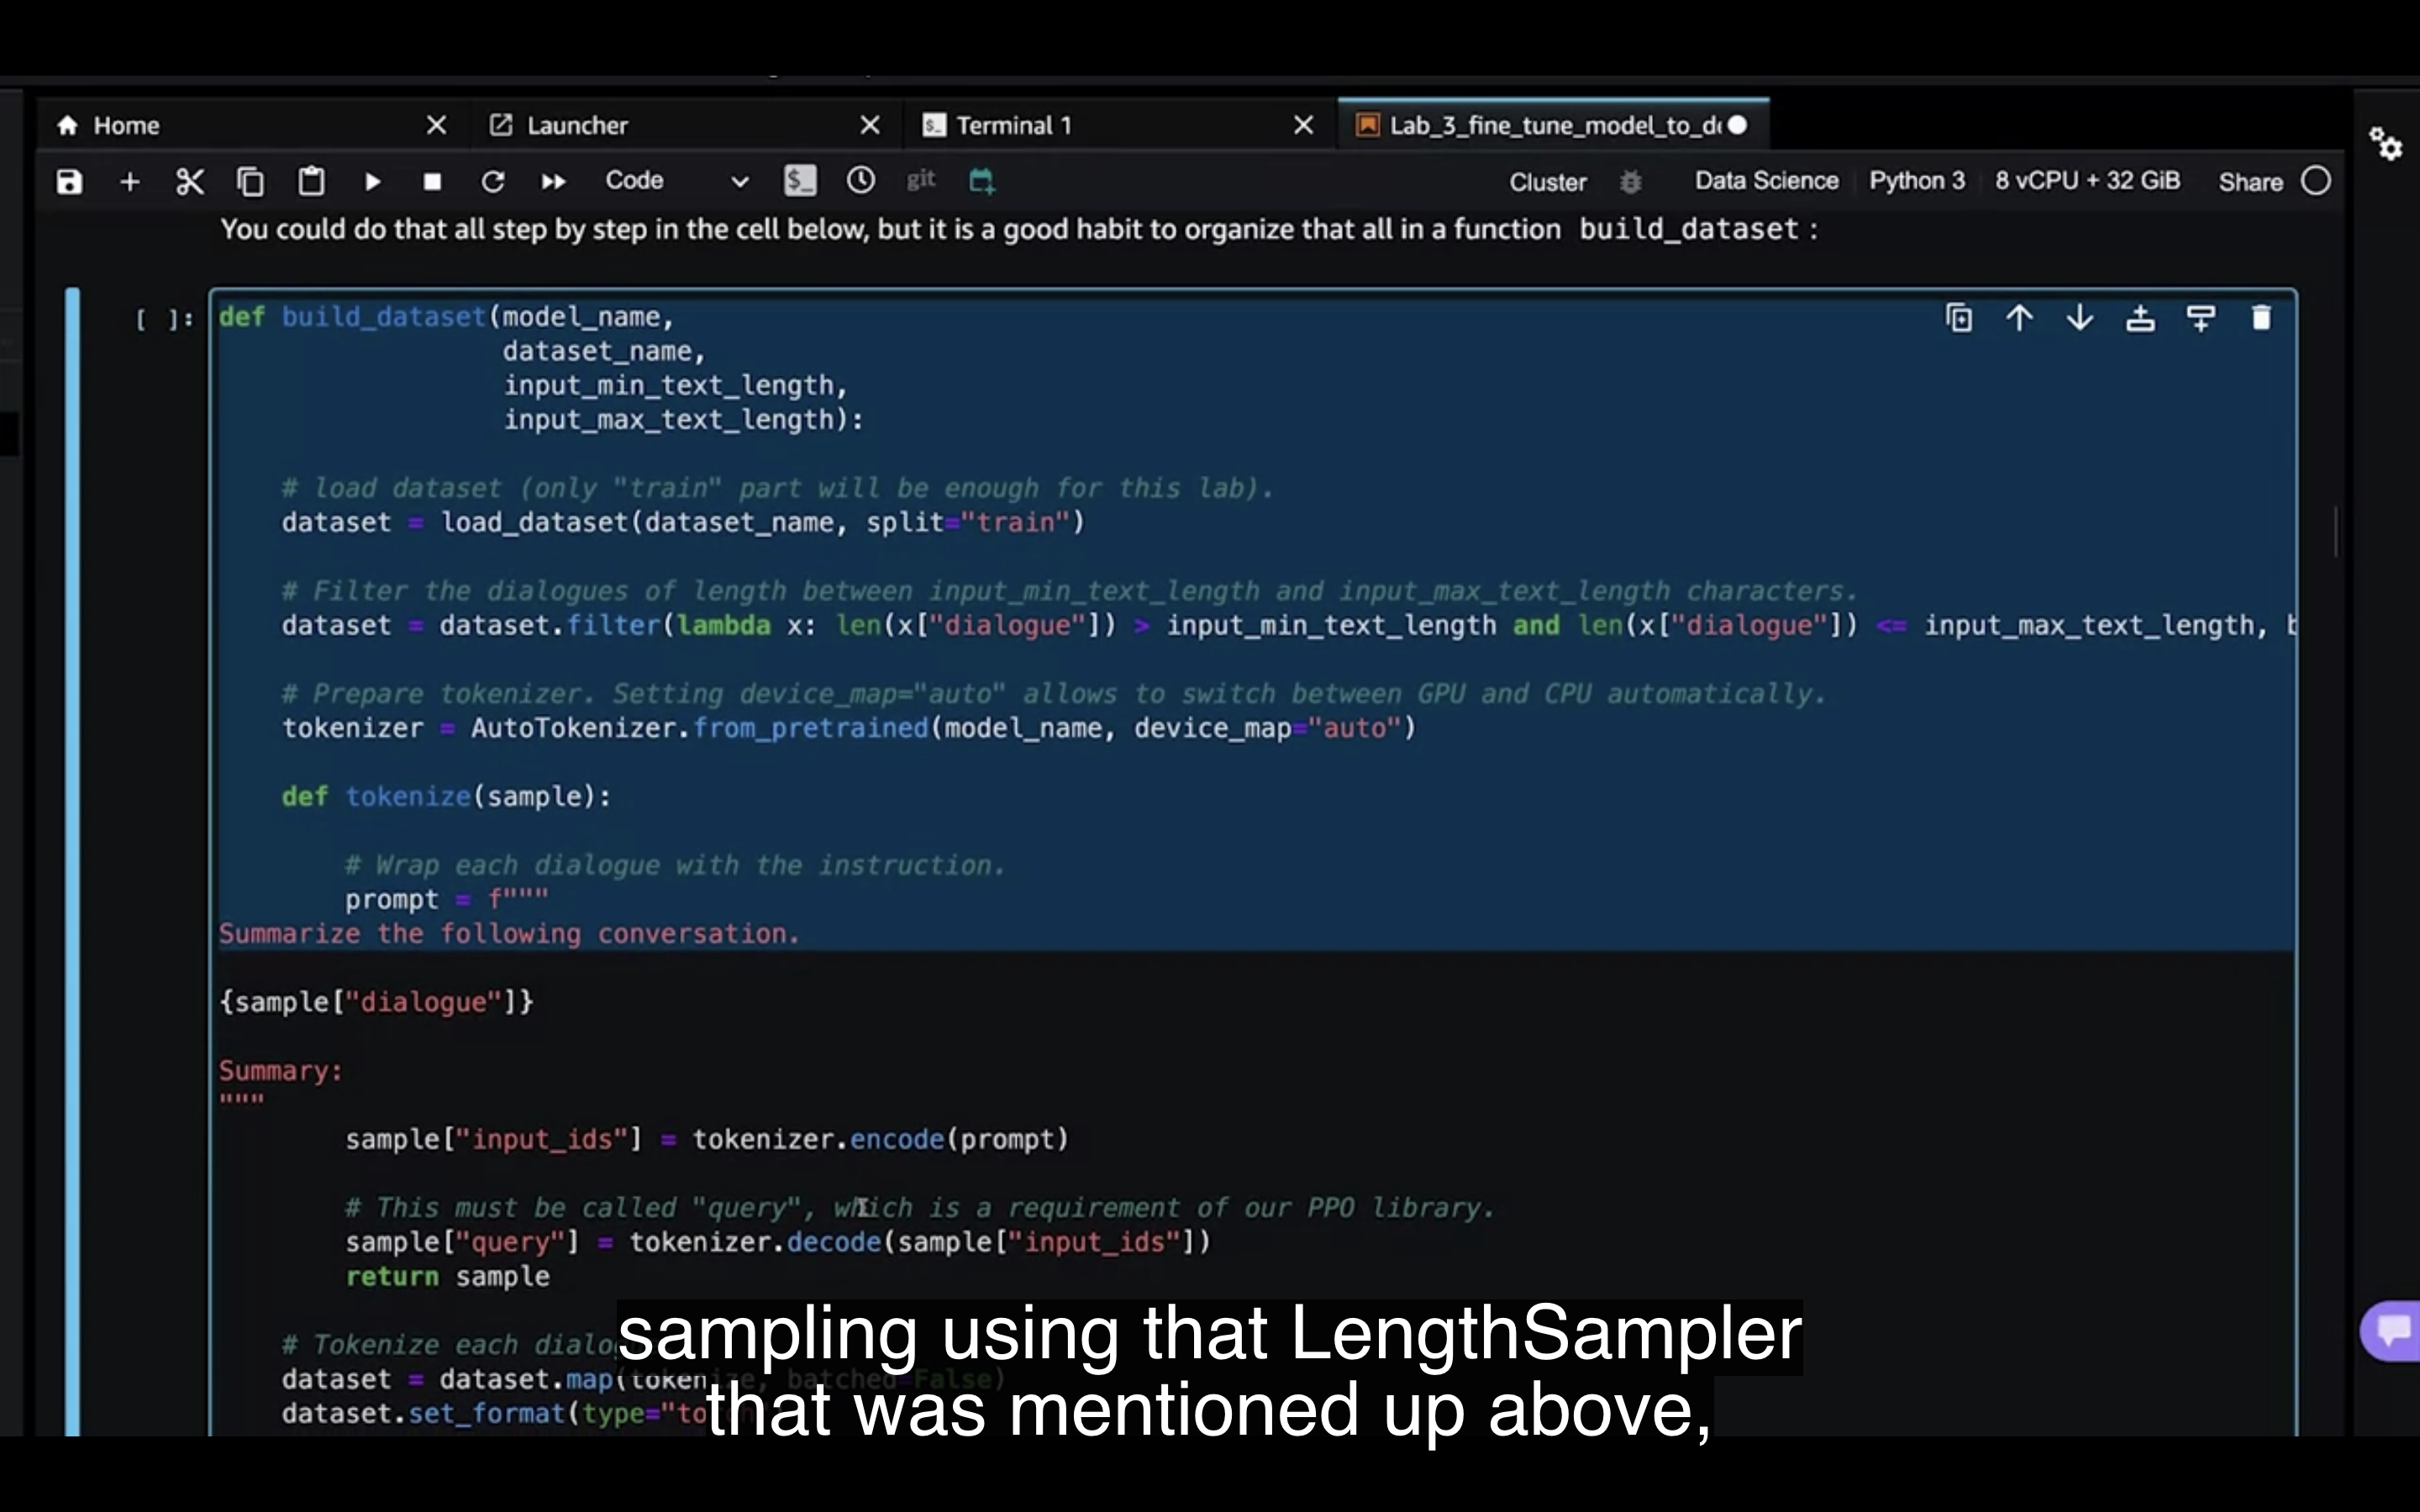 Home
Launcher
Terminal 1
Lab_3_fine_tune_model_to_d
Code
git
Cluster
Data Science
Python 3
8 vCPU + 32 GiB
Share
You could do that all step by step in the cell below, but it is a good habit to organize that all in a function build_dataset :
[ ]: def build_dataset(model_name,
dataset_name,
input_min_text_length,
input_max_text_length):
# load dataset (only "train" part will be enough for this lab).
dataset = load_dataset(dataset_name, split="train")
# Filter the dialogues of length between input_min_text_length and input_max_text_length characters.
dataset = dataset.filter(lambda x: len(x["dialogue"]) > input_min_text_length and len(x["dialogue"]) <= input_max_text_length, b
# Prepare tokenizer. Setting device_map="auto" allows to switch between GPU and CPU automatically.
tokenizer = AutoTokenizer.from_pretrained(model_name, device_map="auto")
def tokenize(sample):
# Wrap each dialogue with the instruction.
prompt = f"""
Summarize the following conversation.
{sample["dialogue"]}
Summary:
"""
sample["input_ids"] = tokenizer.encode(prompt)
# This must be called "query", which is a requirement of our PPO library.
sample["query"] = tokenizer.decode(sample["input_ids"])
return sample
# Tokenize each dialo
dataset = dataset.map(tokenize, batched=False)
dataset.set_format(type="to
sampling using that LengthSampler
that was mentioned up above,